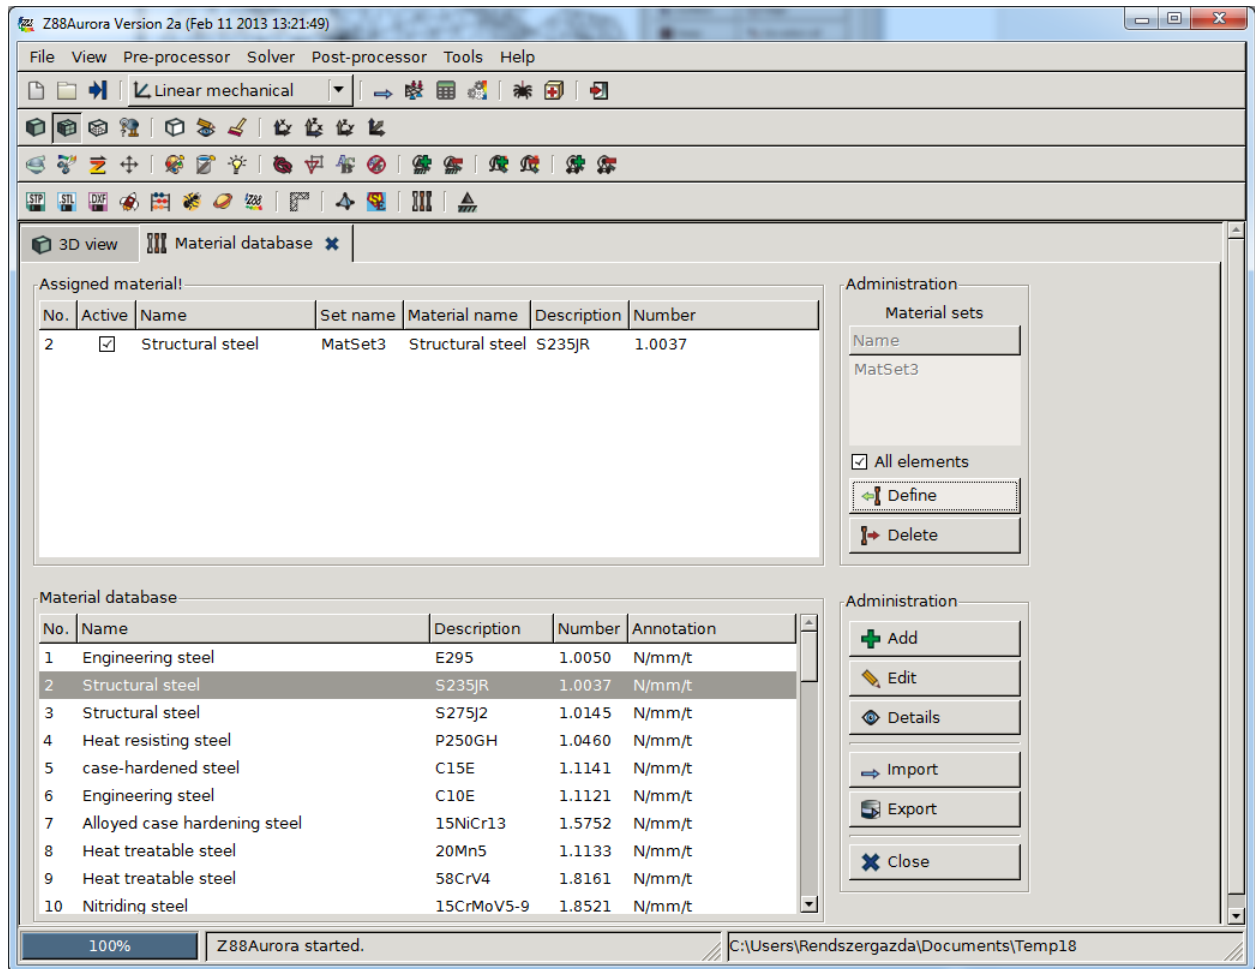 Z88Aurora Version 2a (Feb 11 2013 13:21:49)
File View Pre-processor Solver Post-processor Tools Help
Linear mechanical
STP STL DXF Z88
3D view Material database
Assigned material!
No. Active Name Set name Material name Description Number
2 Structural steel MatSet3 Structural steel S235JR 1.0037
Administration
Material sets
Name
MatSet3
All elements
Define
Delete
Material database
No. Name Description Number Annotation
1 Engineering steel E295 1.0050 N/mm/t
2 Structural steel S235JR 1.0037 N/mm/t
3 Structural steel S275J2 1.0145 N/mm/t
4 Heat resisting steel P250GH 1.0460 N/mm/t
5 case-hardened steel C15E 1.1141 N/mm/t
6 Engineering steel C10E 1.1121 N/mm/t
7 Alloyed case hardening steel 15NiCr13 1.5752 N/mm/t
8 Heat treatable steel 20Mn5 1.1133 N/mm/t
9 Heat treatable steel 58CrV4 1.8161 N/mm/t
10 Nitriding steel 15CrMoV5-9 1.8521 N/mm/t
Administration
Add
Edit
Details
Import
Export
Close
100% Z88Aurora started. C:\Users\Rendszergazda\Documents\Temp18